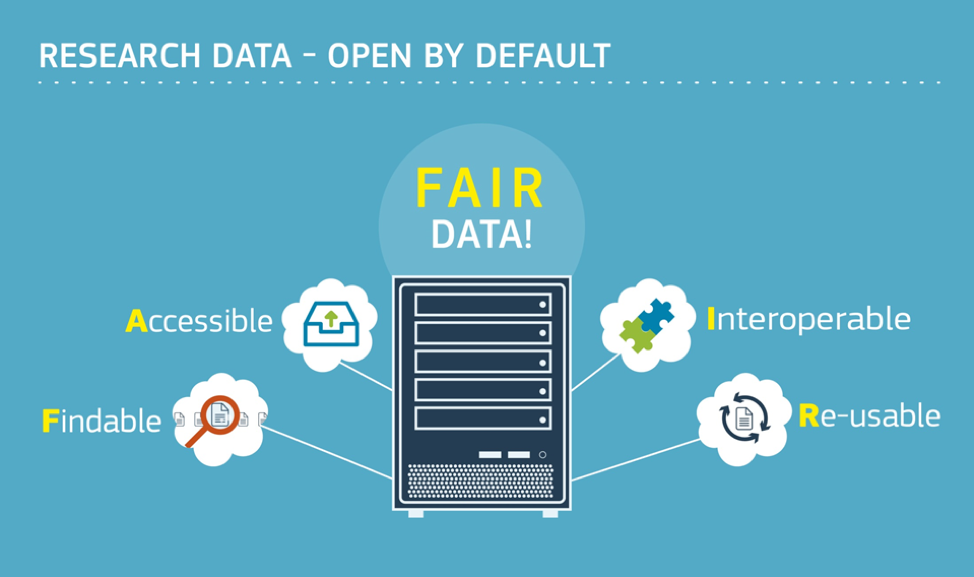 RESEARCH DATA - OPEN BY DEFAULT
FAIR
DATA!
Accessible
Interoperable
Findable
Re-usable